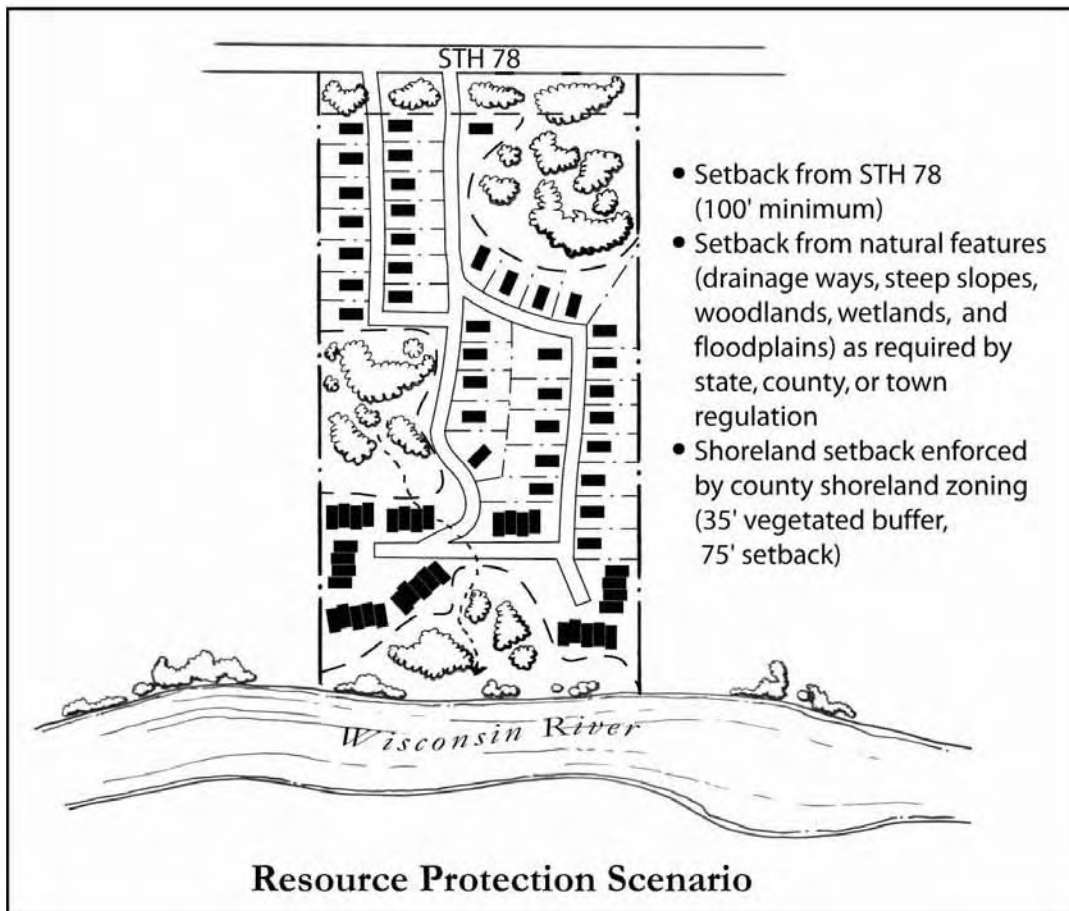 STH 78
• Setback from STH 78
(100' minimum)
• Setback from natural features
(drainage ways, steep slopes,
woodlands, wetlands, and
floodplains) as required by
state, county, or town
regulation
• Shoreland setback enforced
by county shoreland zoning
(35' vegetated buffer,
75' setback)
Wisconsin River
Resource Protection Scenario